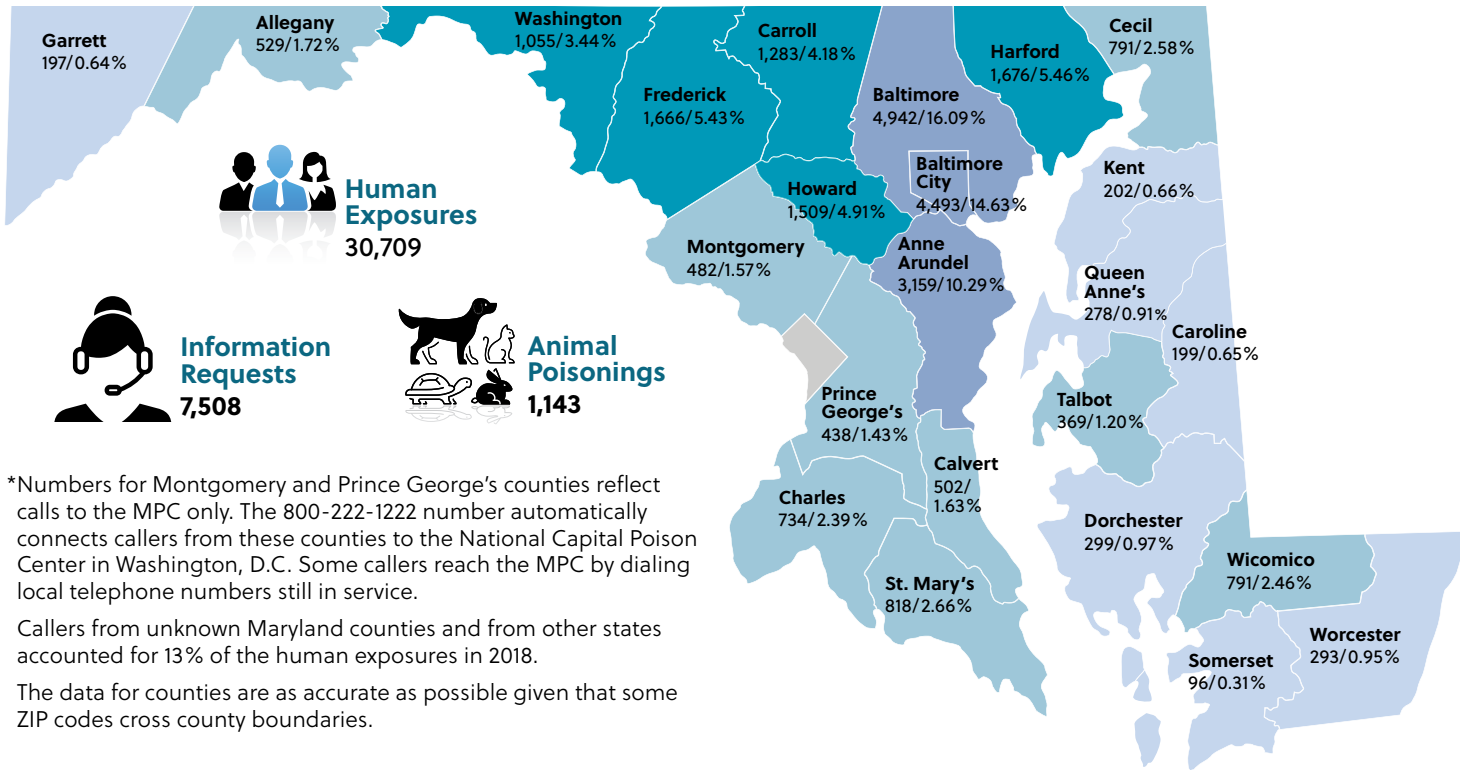 Garrett
197/0.64%
Allegany
529/1.72%
Washington
1,055/3.44%
Frederick
1,666/5.43%
Carroll
1,283/4.18%
Baltimore
4,942/16.09%
Baltimore
City
4,493/14.63%
Harford
1,676/5.46%
Cecil
791/2.58%
Howard
1,509/4.91%
Montgomery
482/1.57%
Anne
Arundel
3,159/10.29%
Kent
202/0.66%
Queen
Anne's
278/0.91%
Caroline
199/0.65%
Talbot
369/1.20%
Prince
George's
438/1.43%
Calvert
502/
1.63%
Charles
734/2.39%
St. Mary's
818/2.66%
Dorchester
299/0.97%
Wicomico
791/2.46%
Somerset
96/0.31%
Worcester
293/0.95%
Human
Exposures
30,709
Information
Requests
7,508
Animal
Poisonings
1,143
*Numbers for Montgomery and Prince George's counties reflect
calls to the MPC only. The 800-222-1222 number automatically
connects callers from these counties to the National Capital Poison
Center in Washington, D.C. Some callers reach the MPC by dialing
local telephone numbers still in service.
Callers from unknown Maryland counties and from other states
accounted for 13% of the human exposures in 2018.
The data for counties are as accurate as possible given that some
ZIP codes cross county boundaries.